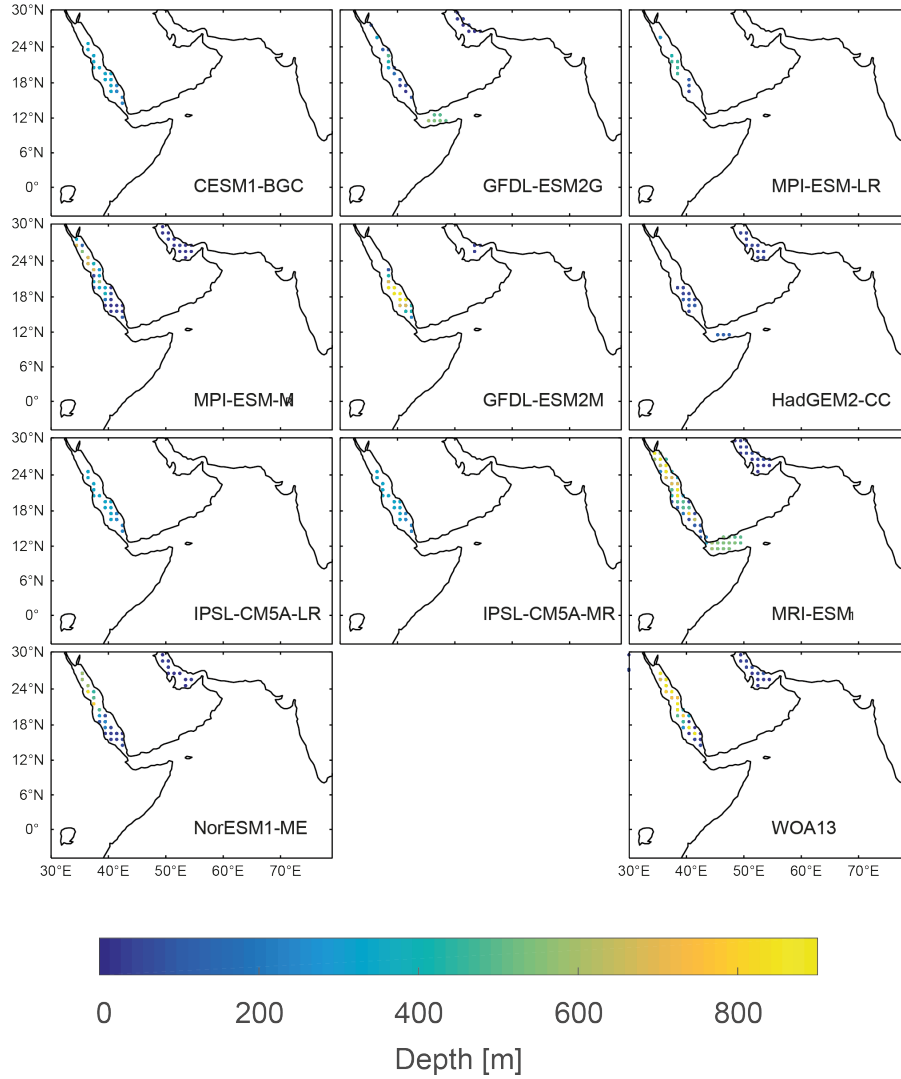 30°N
24°N
18°N
12°N
6°N
0°
CESM1-BGC
GFDL-ESM2G
MPI-ESM-LR
30°N
24°N
18°N
12°N
6°N
0°
GFDL-ESM2M
HadGEM2-CC
30°N
24°N
18°N
12°N
6°N
0°
IPSL-CM5A-LR
IPSL-CM5A-MR
MRI-ESM1
30°N
24°N
18°N
12°N
6°N
0°
NorESM1-ME
WOA13
30°E 40°E 50°E 60°E 70°E
30°E 40°E 50°E 60°E 70°E
0 200 400 600 800
Depth [m]